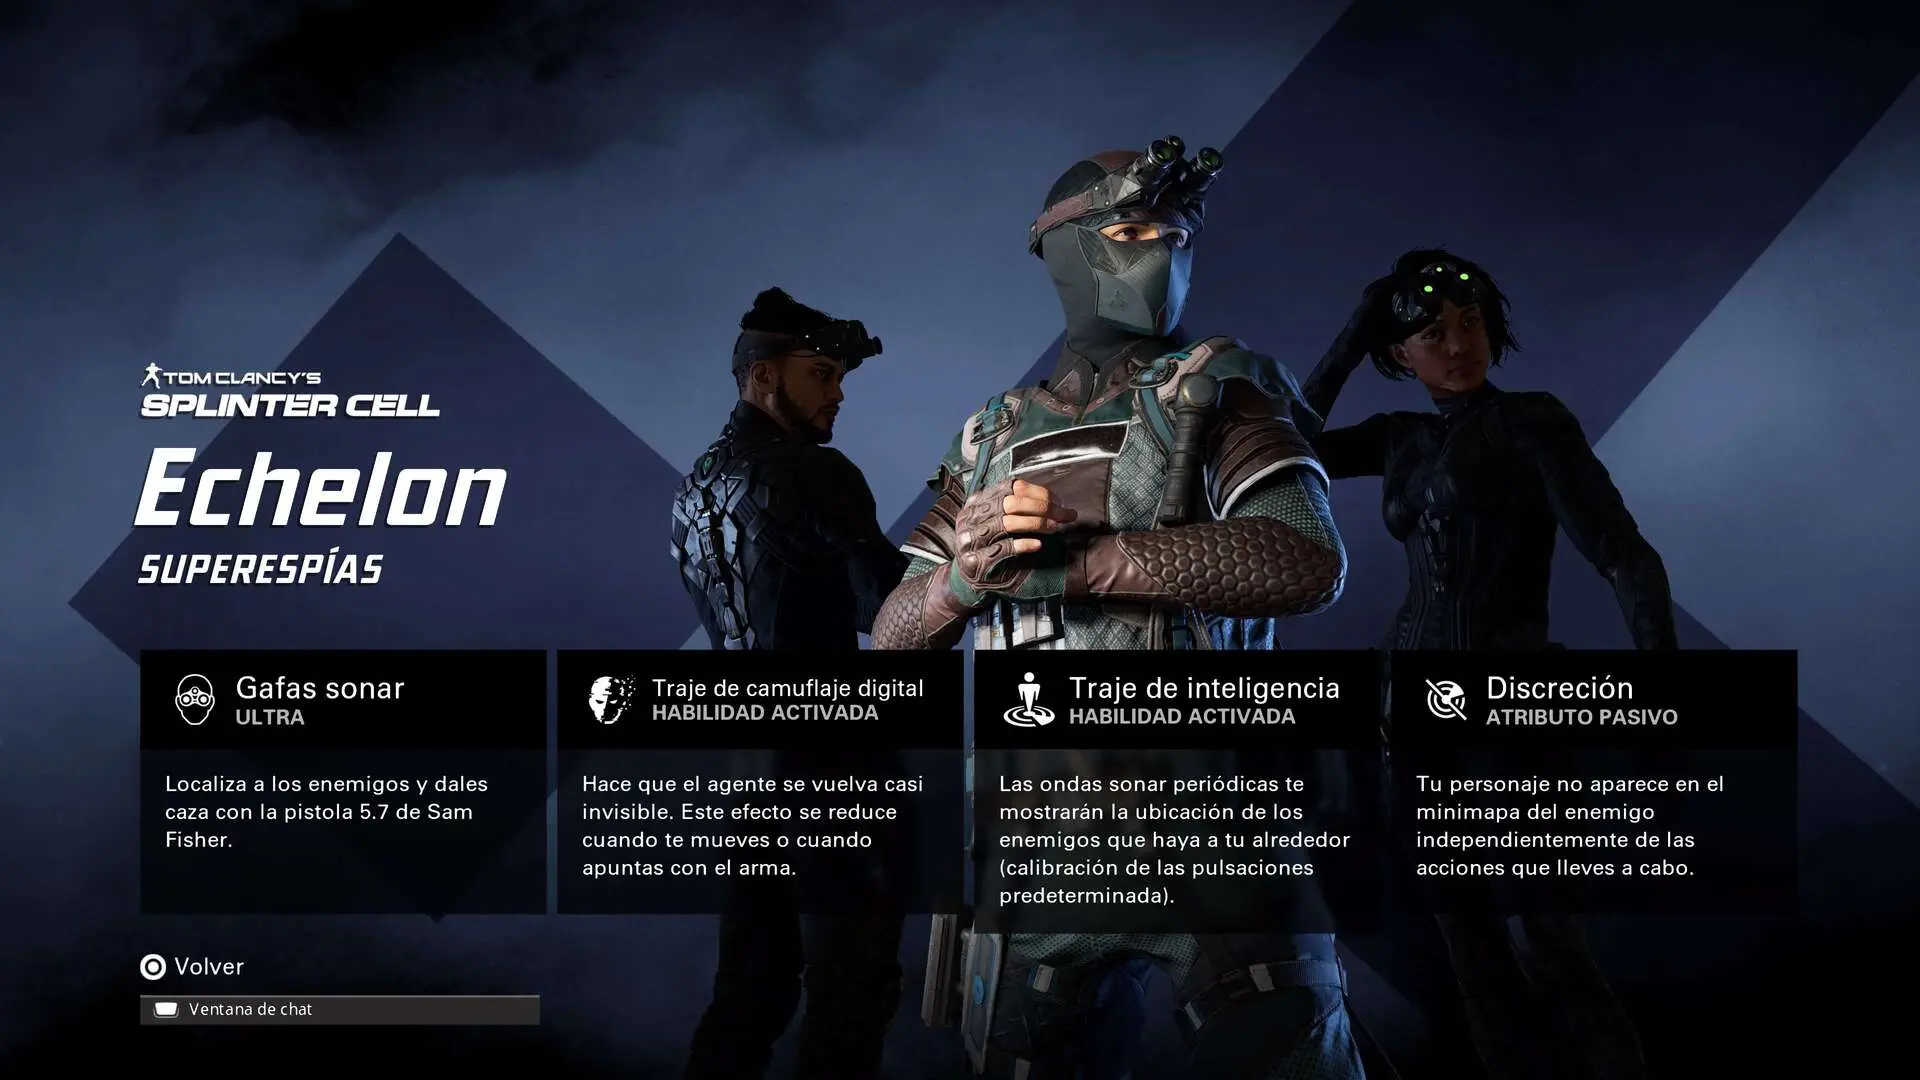 TOM CLANCY'S
SPLINTER CELL
Echelon
SUPERESPÍAS
Gafas sonar
ULTRA
Localiza a los enemigos y dales
caza con la pistola 5.7 de Sam
Fisher.
Traje de camuflaje digital
HABILIDAD ACTIVADA
Hace que el agente se vuelva casi
invisible. Este efecto se reduce
cuando te mueves o cuando
apuntas con el arma.
Traje de inteligencia
HABILIDAD ACTIVADA
Las ondas sonar periódicas te
mostrarán la ubicación de los
enemigos que haya a tu alrededor
(calibración de las pulsaciones
predeterminada).
Discreción
ATRIBUTO PASIVO
Tu personaje no aparece en el
minimapa del enemigo
independientemente de las
acciones que lleves a cabo.
Volver
Ventana de chat